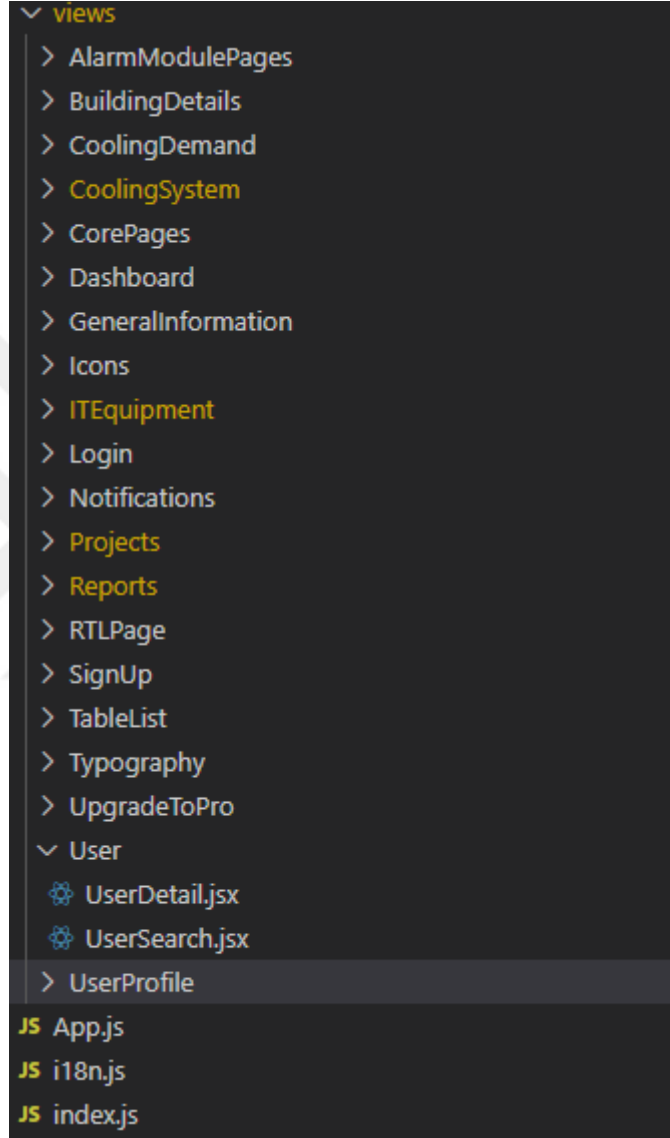 views
AlarmModulePages
BuildingDetails
CoolingDemand
CoolingSystem
CorePages
Dashboard
GeneralInformation
Icons
ITEquipment
Login
Notifications
Projects
Reports
RTLPage
SignUp
TableList
Typography
UpgradeToPro
User
UserDetail.jsx
UserSearch.jsx
UserProfile
JS App.js
JS i18n.js
JS index.js